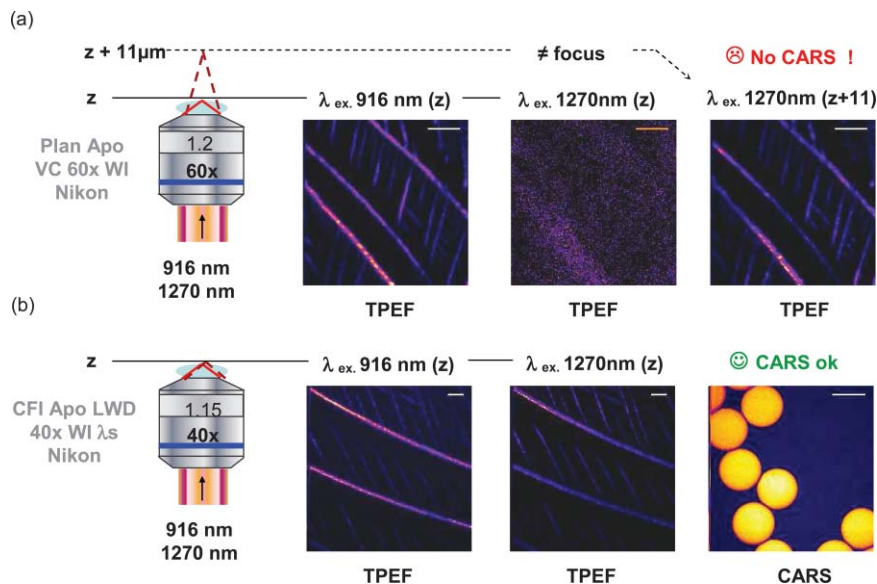 (a)
z + 11µm
≠ focus
☹ No CARS !
z
λ ex. 916 nm (z)
λ ex. 1270nm (z)
λ ex. 1270nm (z+11)
Plan Apo
VC 60x WI
Nikon
1.2
60x
916 nm
1270 nm
TPEF
TPEF
TPEF
(b)
z
λ ex. 916 nm (z)
λ ex. 1270nm (z)
☺ CARS ok
CFI Apo LWD
40x WI λs
Nikon
1.15
40x
916 nm
1270 nm
TPEF
TPEF
CARS